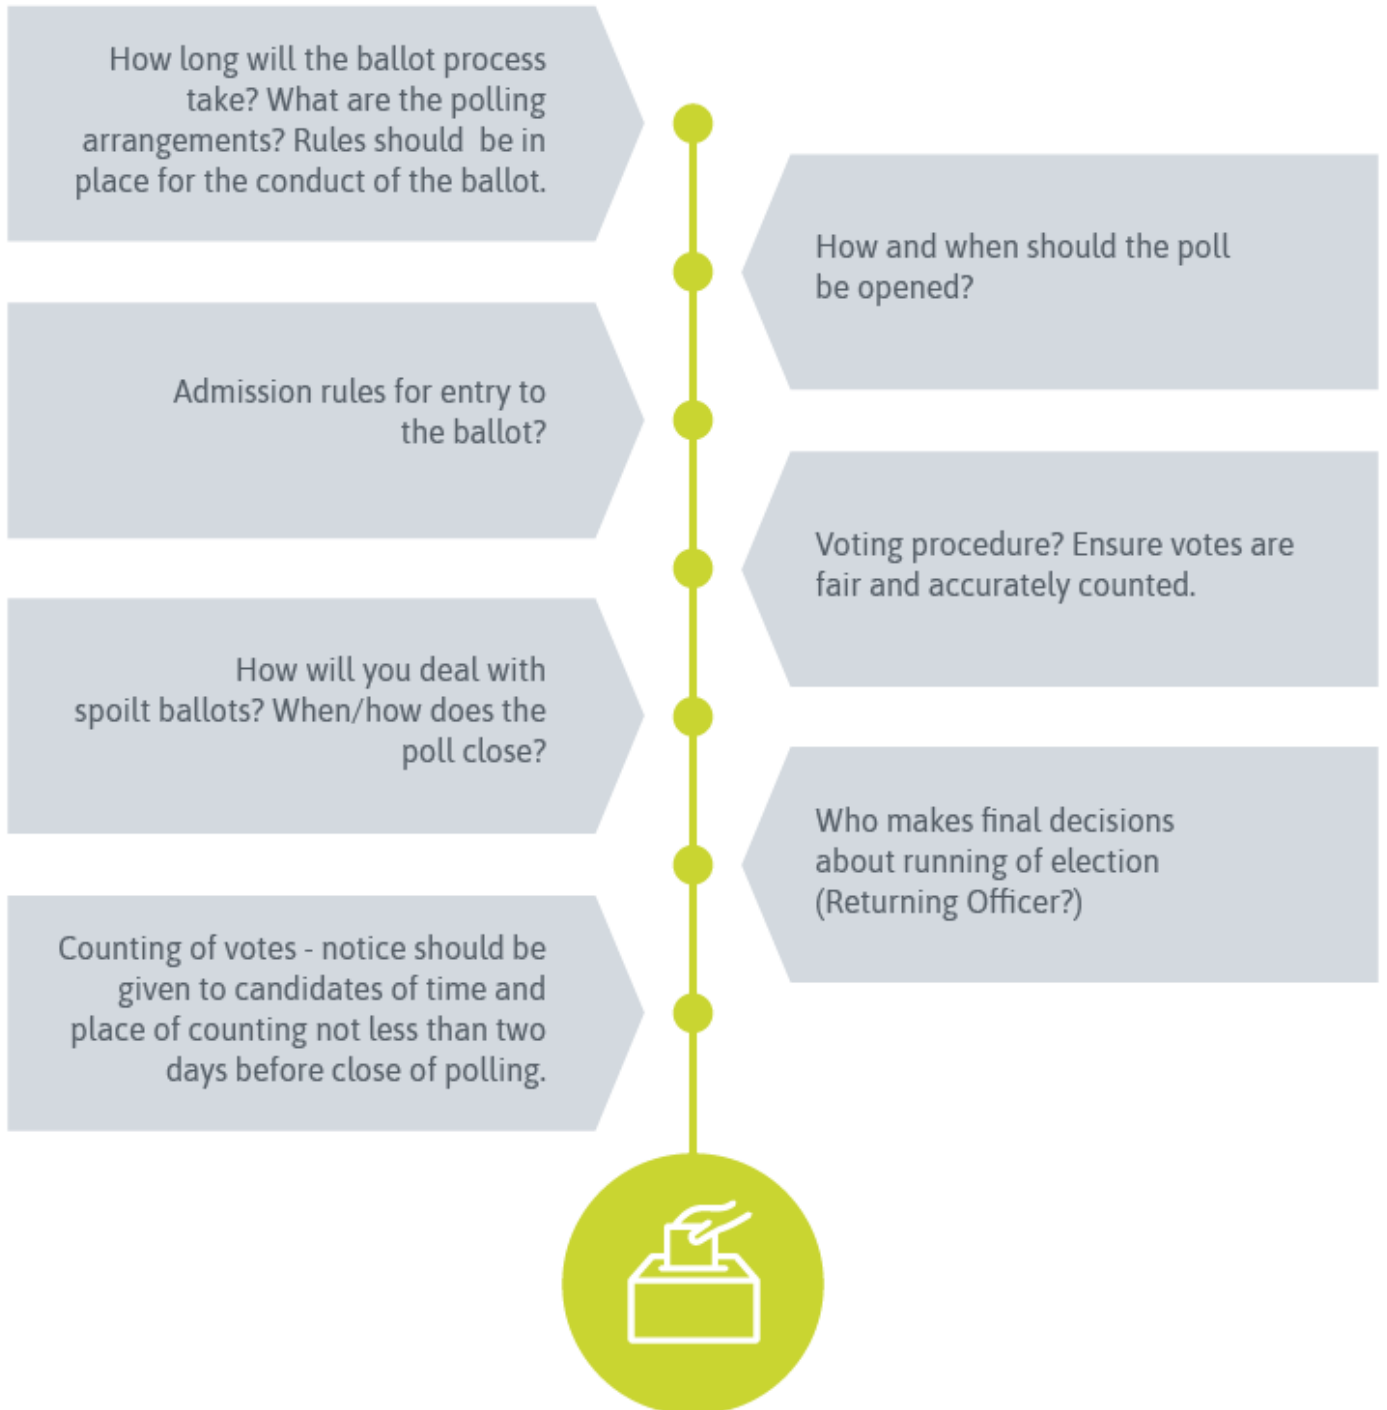 How long will the ballot process
take? What are the polling
arrangements? Rules should  be in
place for the conduct of the ballot.
How and when should the poll
be opened?
Admission rules for entry to
the ballot?
Voting procedure? Ensure votes are
fair and accurately counted.
How will you deal with
spoilt ballots? When/how does the
poll close?
Who makes final decisions
about running of election
(Returning Officer?)
Counting of votes - notice should be
given to candidates of time and
place of counting not less than two
days before close of polling.